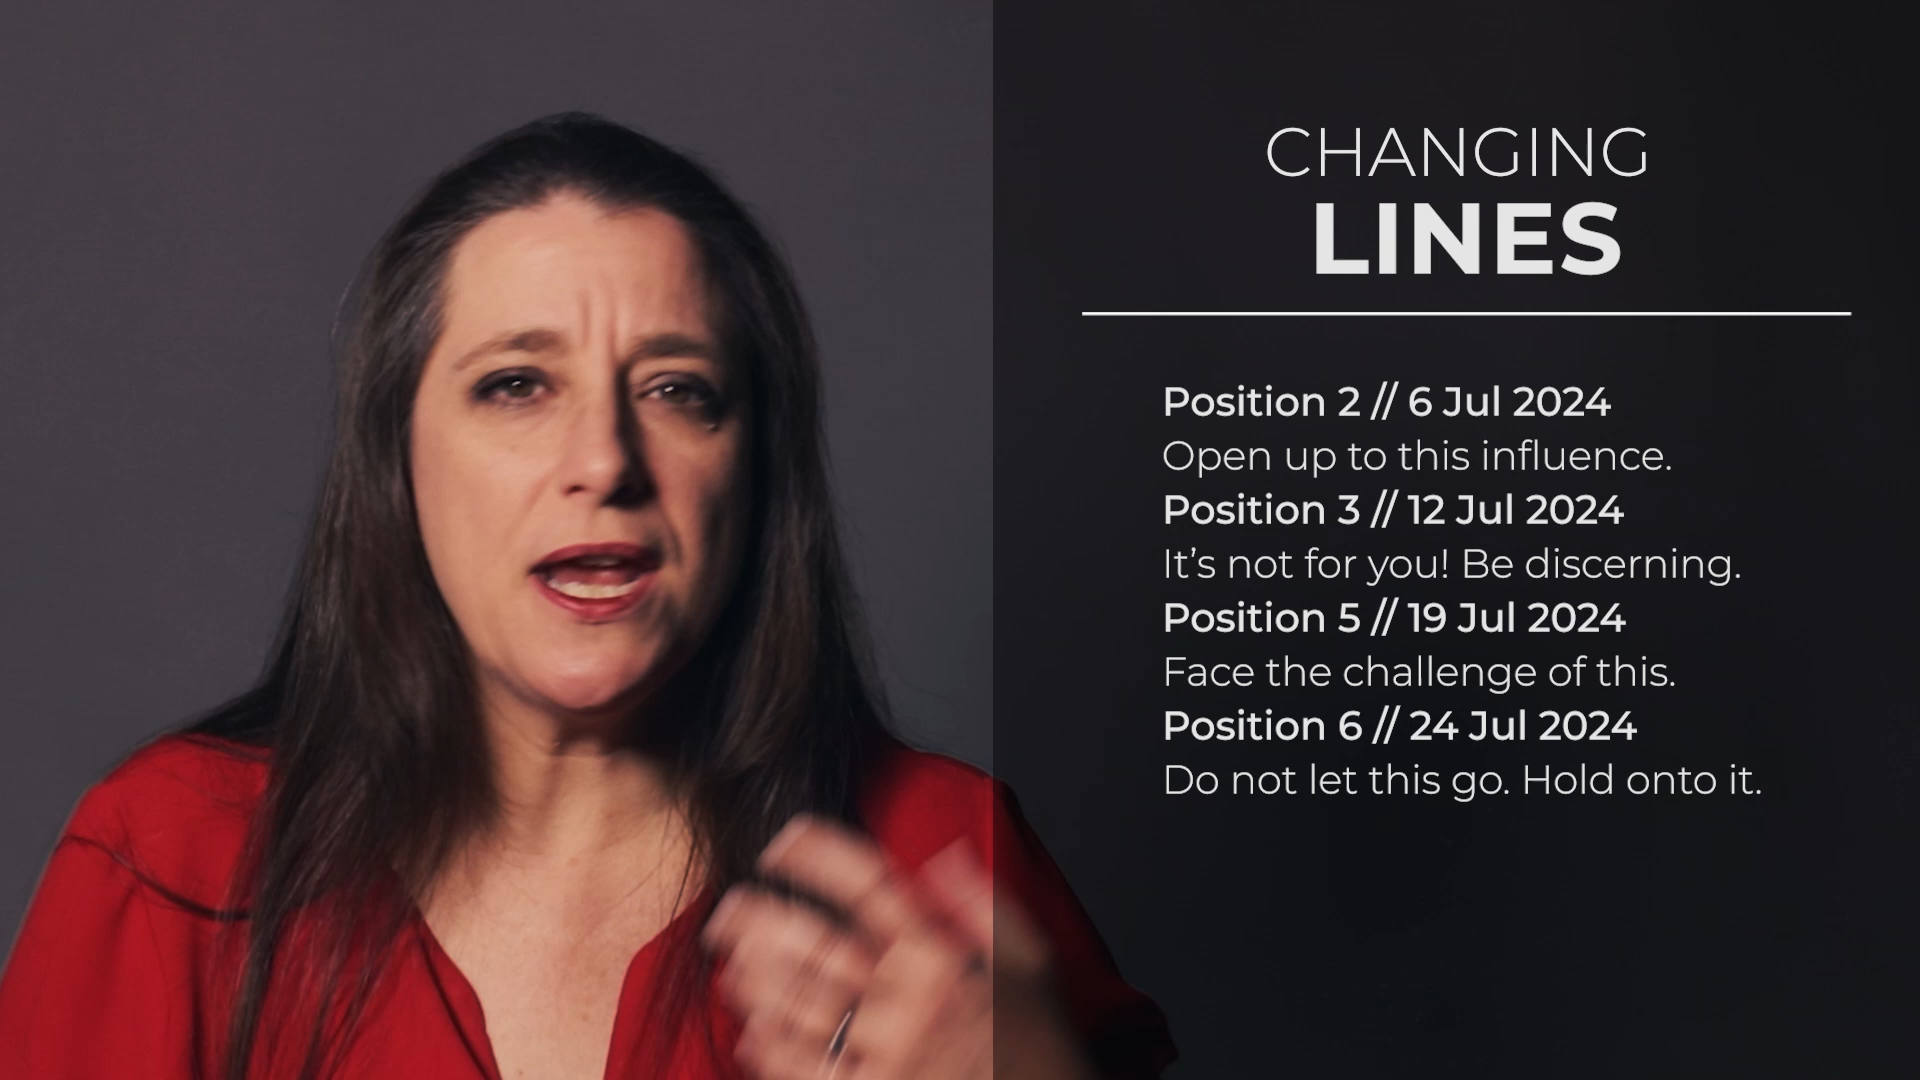 CHANGING
LINES
Position 2 // 6 Jul 2024
Open up to this influence.
Position 3 // 12 Jul 2024
It’s not for you! Be discerning.
Position 5 // 19 Jul 2024
Face the challenge of this.
Position 6 // 24 Jul 2024
Do not let this go. Hold onto it.